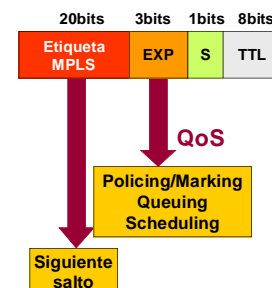 20bits 3bits 1bits 8bits
Etiqueta MPLS EXP S TTL
QoS
Policing/Marking
Queuing
Scheduling
Siguiente
salto